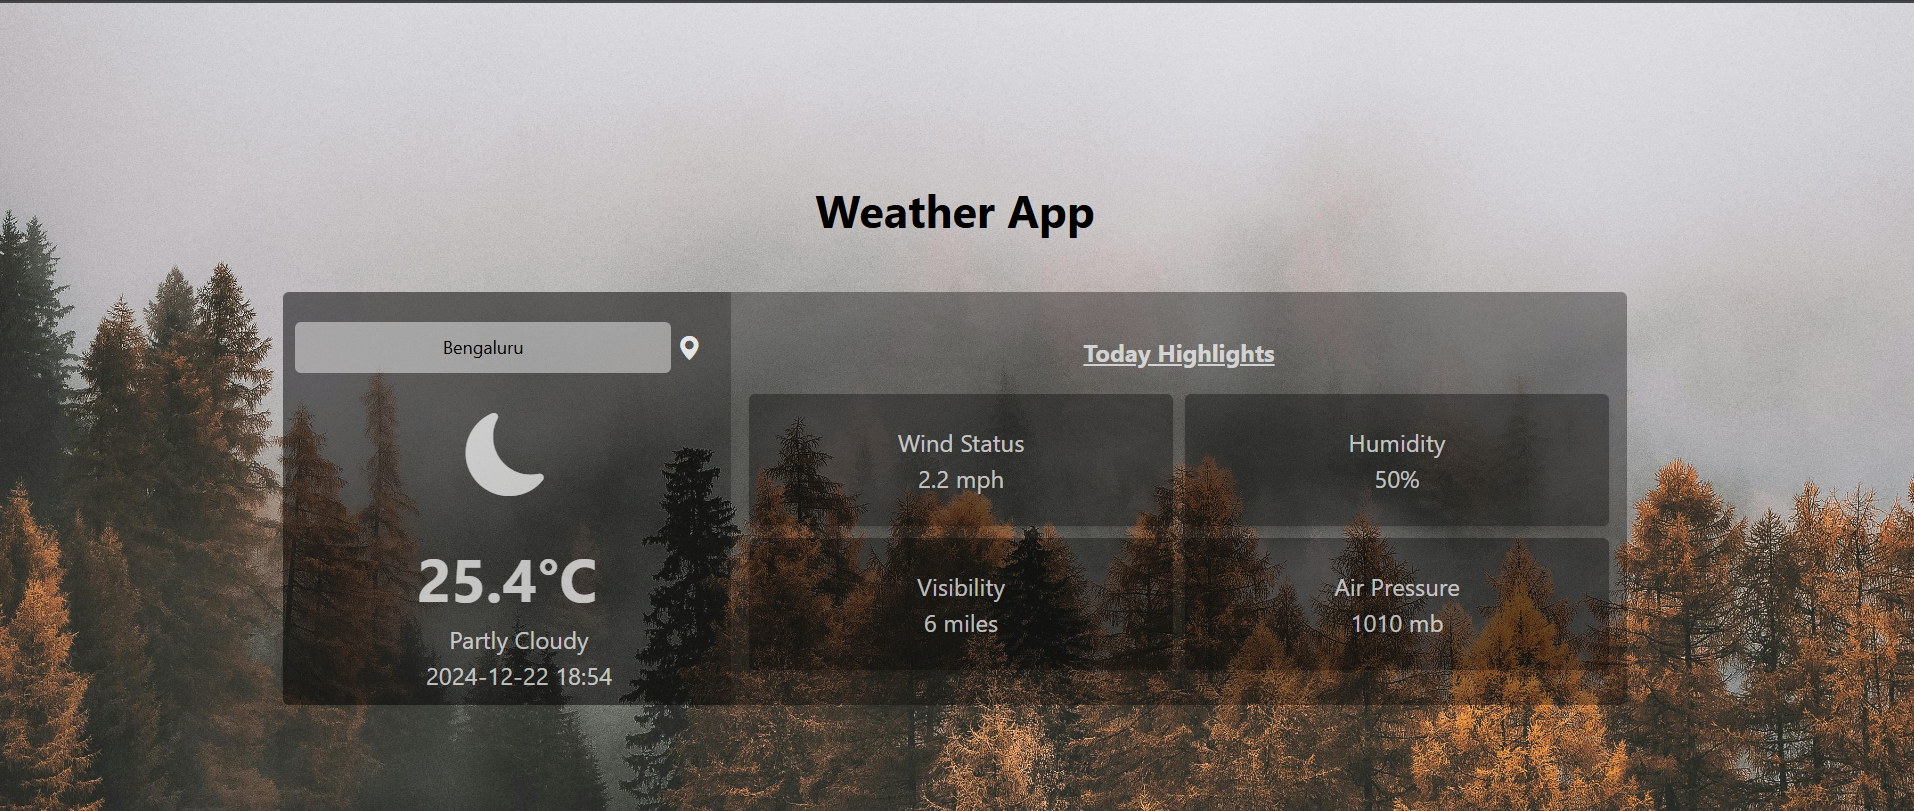 Weather App
Bengaluru
25.4°C
Partly Cloudy
2024-12-22 18:54
Today Highlights
Wind Status
2.2 mph
Humidity
50%
Visibility
6 miles
Air Pressure
1010 mb